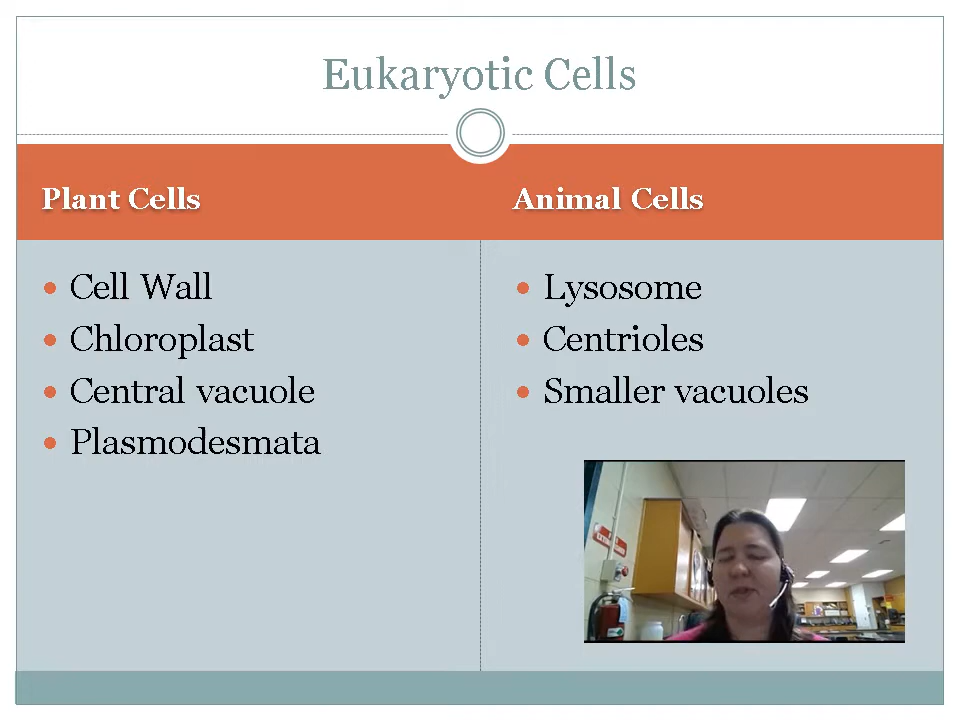 Eukaryotic Cells
Plant Cells
Animal Cells
Cell Wall
Chloroplast
Central vacuole
Plasmodesmata
Lysosome
Centrioles
Smaller vacuoles